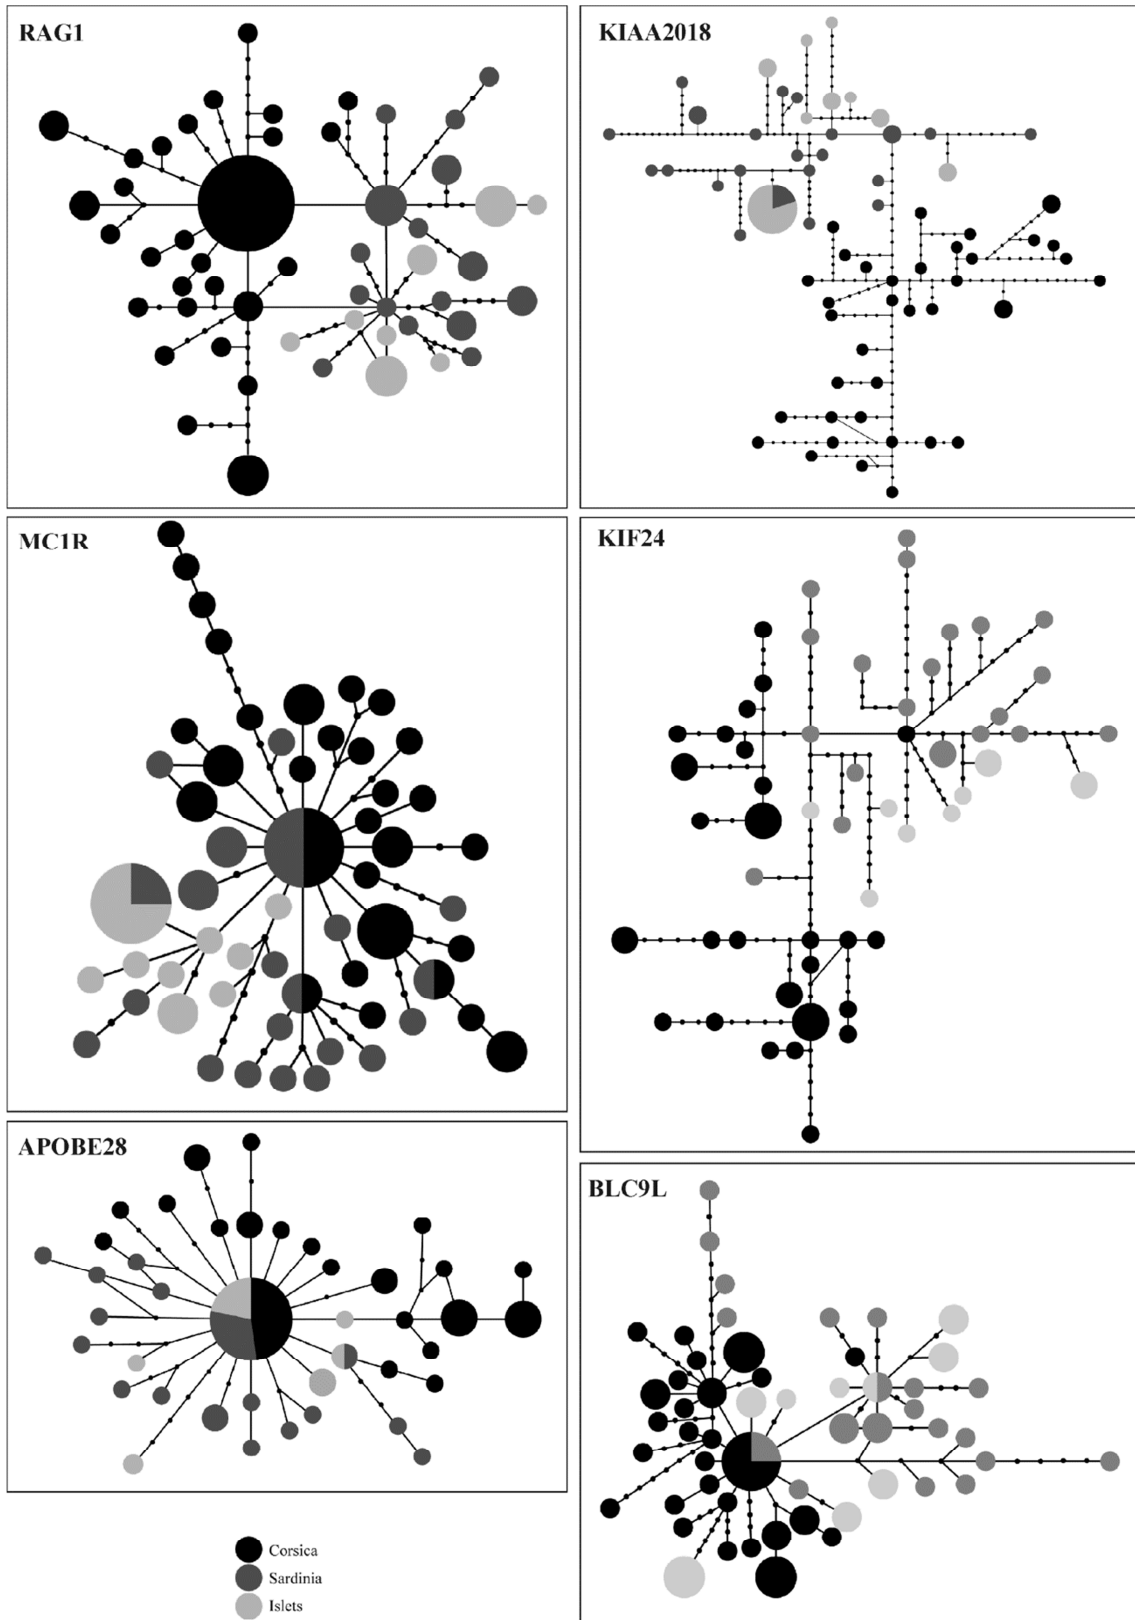 RAG1
KIAA2018
MC1R
KIF24
APOBE28
BLC9L
Corsica
Sardinia
Islets